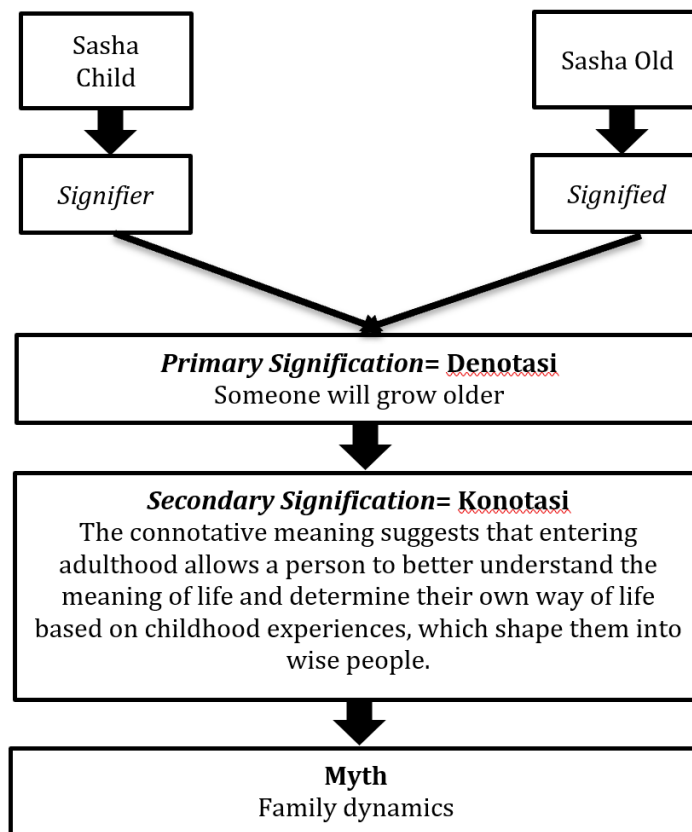 Sasha
Child
Sasha Old
Signifier
Signified
Primary Signification= Denotasi
Someone will grow older
Secondary Signification= Konotasi
The connotative meaning suggests that entering
adulthood allows a person to better understand the
meaning of life and determine their own way of life
based on childhood experiences, which shape them into
wise people.
Myth
Family dynamics